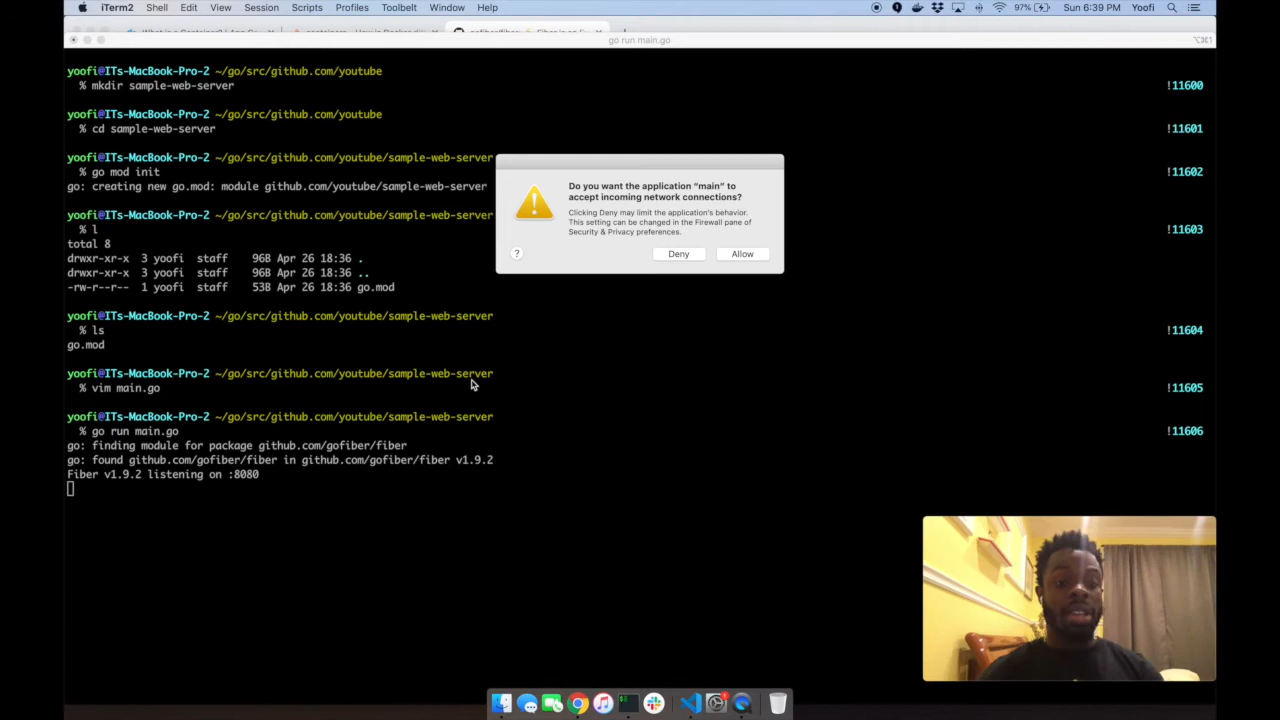 iTerm2 Shell Edit View Session Scripts Profiles Toolbelt Window Help 97% Sun 6:39 PM Yoofi
go run main.go ⌥⌘1
yoofi@ITs-MacBook-Pro-2 ~/go/src/github.com/youtube
% mkdir sample-web-server !11600
yoofi@ITs-MacBook-Pro-2 ~/go/src/github.com/youtube
% cd sample-web-server !11601
yoofi@ITs-MacBook-Pro-2 ~/go/src/github.com/youtube/sample-web-server
% go mod init !11602
go: creating new go.mod: module github.com/youtube/sample-web-server
yoofi@ITs-MacBook-Pro-2 ~/go/src/github.com/youtube/sample-web-server
% l !11603
total 8
drwxr-xr-x 3 yoofi staff 96B Apr 26 18:36 .
drwxr-xr-x 3 yoofi staff 96B Apr 26 18:36 ..
-rw-r--r-- 1 yoofi staff 53B Apr 26 18:36 go.mod
yoofi@ITs-MacBook-Pro-2 ~/go/src/github.com/youtube/sample-web-server
% ls !11604
go.mod
yoofi@ITs-MacBook-Pro-2 ~/go/src/github.com/youtube/sample-web-server
% vim main.go !11605
yoofi@ITs-MacBook-Pro-2 ~/go/src/github.com/youtube/sample-web-server
% go run main.go !11606
go: finding module for package github.com/gofiber/fiber
go: found github.com/gofiber/fiber in github.com/gofiber/fiber v1.9.2
Fiber v1.9.2 listening on :8080
Do you want the application “main” to
accept incoming network connections?
Clicking Deny may limit the application's behavior.
This setting can be changed in the Firewall pane of
Security & Privacy preferences.
? Deny Allow